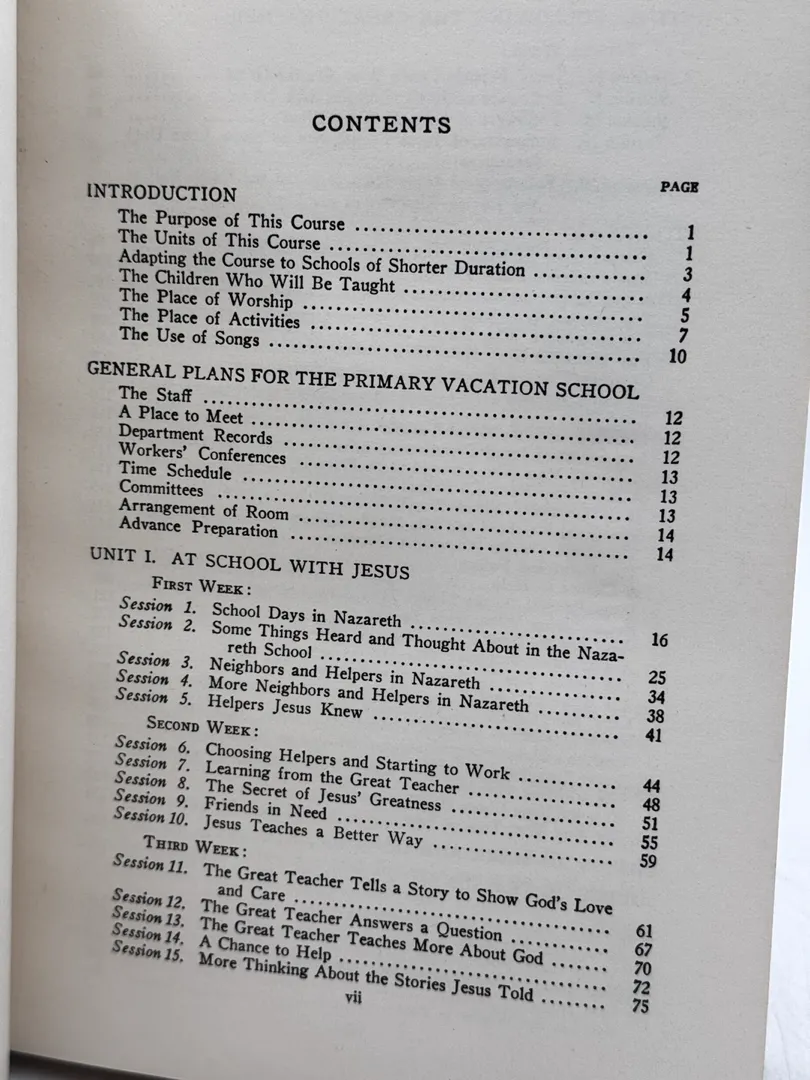 CONTENTS
PAGE
INTRODUCTION
The Purpose of This Course .................................. 1
The Units of This Course .................................... 1
Adapting the Course to Schools of Shorter Duration ............. 3
The Children Who Will Be Taught ............................. 4
The Place of Worship ........................................ 5
The Place of Activities ..................................... 7
The Use of Songs ............................................ 10
GENERAL PLANS FOR THE PRIMARY VACATION SCHOOL
The Staff ................................................... 12
A Place to Meet ............................................. 12
Department Records .......................................... 12
Workers' Conferences ........................................ 13
Time Schedule ............................................... 13
Committees .................................................. 13
Arrangement of Room ......................................... 14
Advance Preparation ......................................... 14
UNIT I. AT SCHOOL WITH JESUS
FIRST WEEK:
Session 1. School Days in Nazareth .......................... 16
Session 2. Some Things Heard and Thought About in the Naza-
reth School ................................... 25
Session 3. Neighbors and Helpers in Nazareth ................ 34
Session 4. More Neighbors and Helpers in Nazareth .......... 38
Session 5. Helpers Jesus Knew ............................... 41
SECOND WEEK:
Session 6. Choosing Helpers and Starting to Work ............ 44
Session 7. Learning from the Great Teacher .................. 48
Session 8. The Secret of Jesus' Greatness ................... 51
Session 9. Friends in Need .................................. 55
Session 10. Jesus Teaches a Better Way ...................... 59
THIRD WEEK:
Session 11. The Great Teacher Tells a Story to Show God's Love
and Care ...................................... 61
Session 12. The Great Teacher Answers a Question ............ 67
Session 13. The Great Teacher Teaches More About God ....... 70
Session 14. A Chance to Help ................................ 72
Session 15. More Thinking About the Stories Jesus Told ........ 75
vii